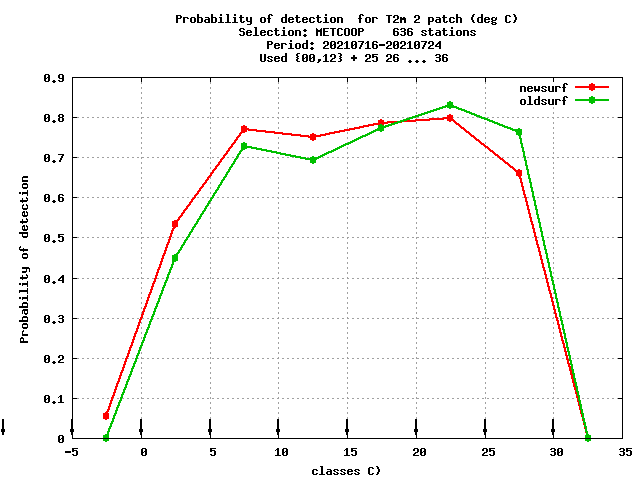 Probability of detection  for T2m 2 patch (deg C)
Selection: METCOOP    636 stations
Period: 20210716-20210724
Used {00,12} + 25 26 ... 36
newsurf
oldsurf
0.9
0.8
0.7
0.6
0.5
0.4
0.3
0.2
0.1
0
Probability of detection
-5 0 5 10 15 20 25 30 35
classes C)